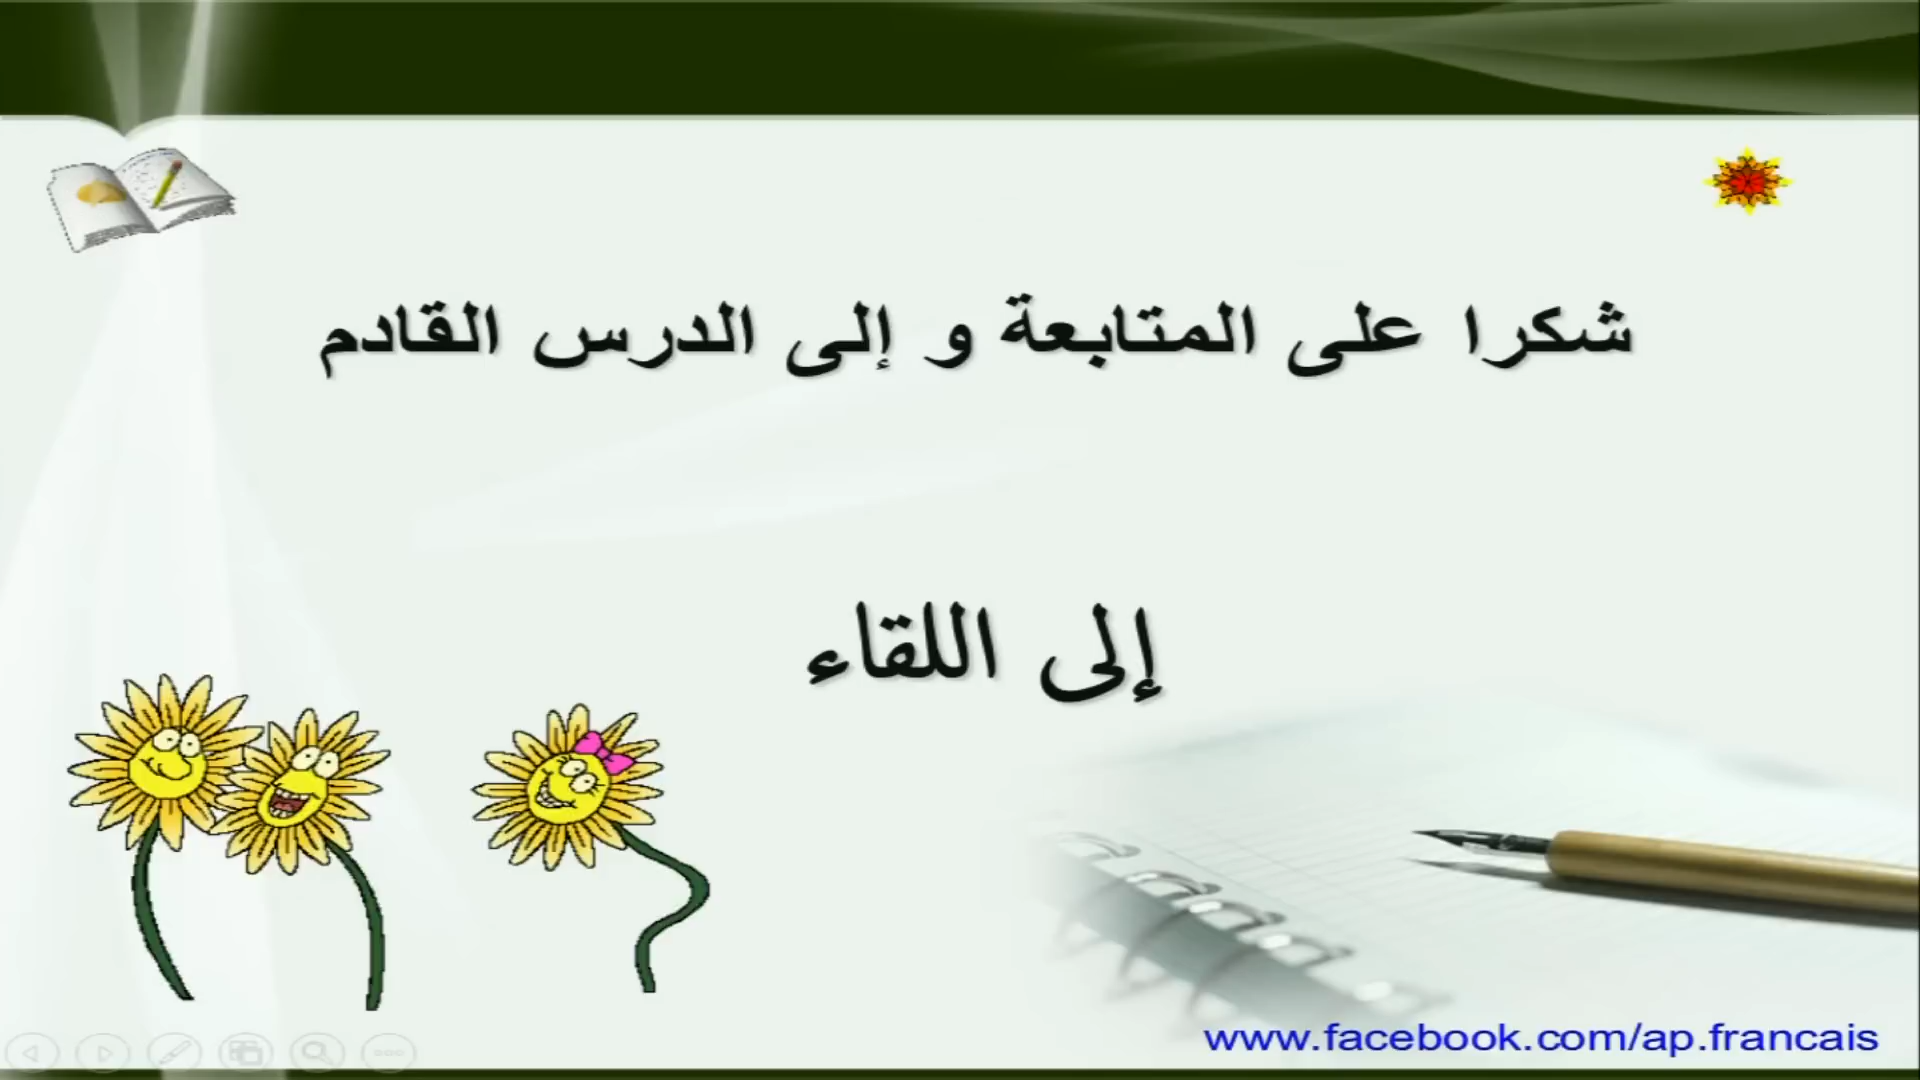 شكرا على المتابعة و إلى الدرس القادم
إلى اللقاء
www.facebook.com/ap.francais